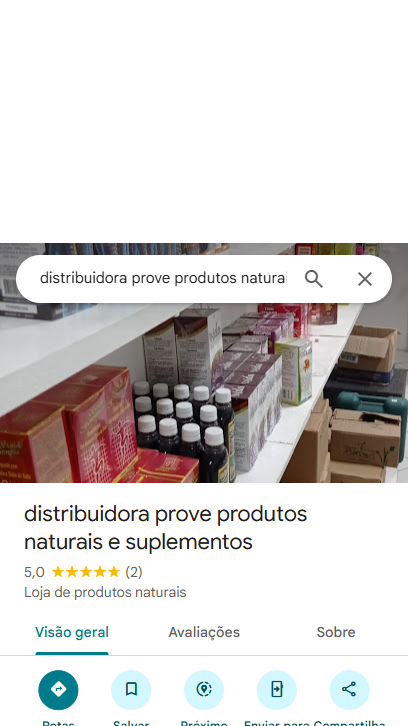 distribuidora prove produtos naturai
distribuidora prove produtos
naturais e suplementos
5,0 (2)
Loja de produtos naturais
Visão geral
Avaliações
Sobre
Rotas
Salvar
Próximo
Enviar para
Compartilha